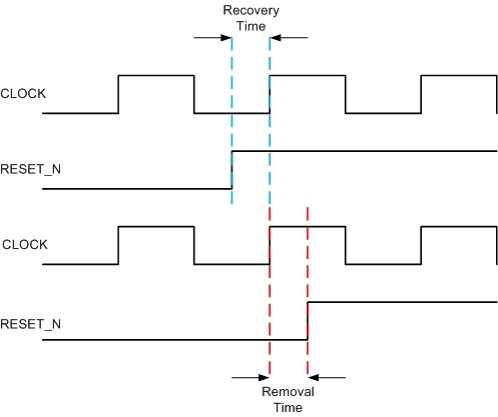 Recovery
Time
CLOCK
RESET_N
CLOCK
RESET_N
Removal
Time